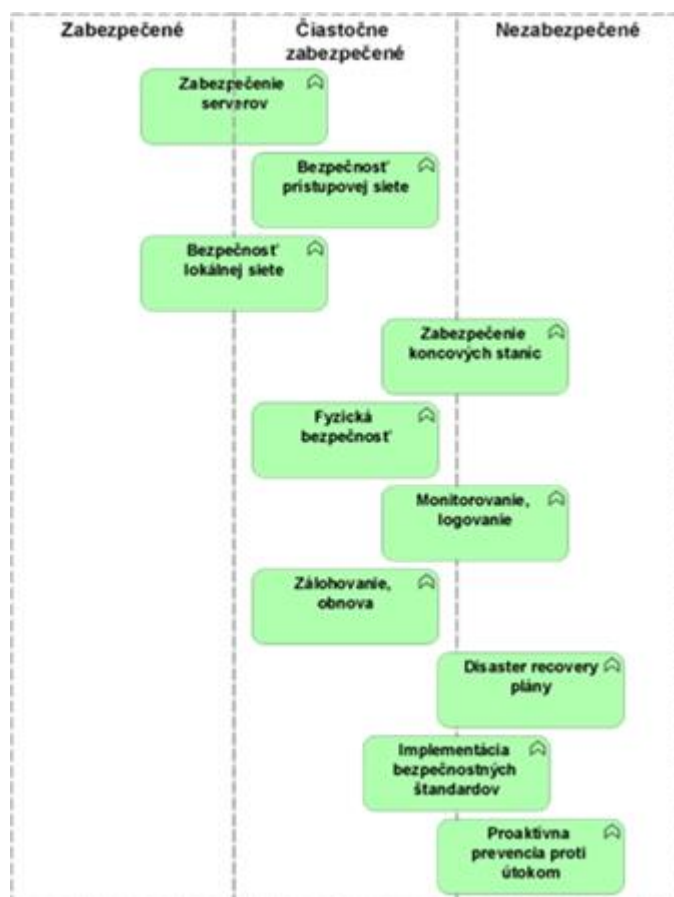 Zabezpečené
Čiastočne
zabezpečené
Nezabezpečené
Zabezpečenie
serverov
Bezpečnosť
prístupovej siete
Bezpečnosť
lokálnej siete
Zabezpečenie
koncových staníc
Fyzická
bezpečnosť
Monitorovanie,
logovanie
Zálohovanie,
obnova
Disaster recovery
plány
Implementácia
bezpečnostných
štandardov
Proaktívna
prevencia proti
útokom